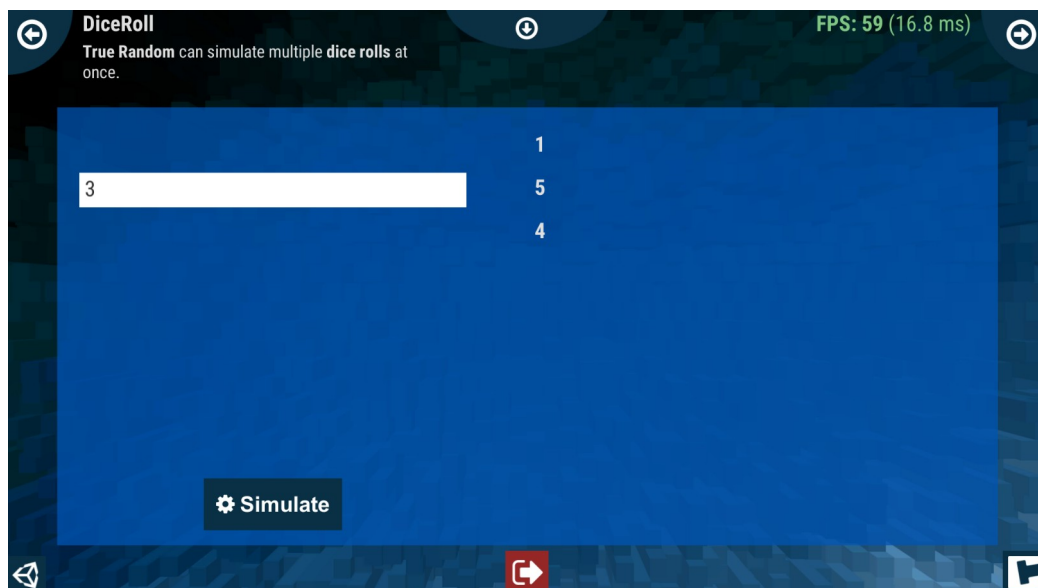 DiceRoll
FPS: 59 (16.8 ms)
True Random can simulate multiple dice rolls at
once.
1
3
5
4
Simulate